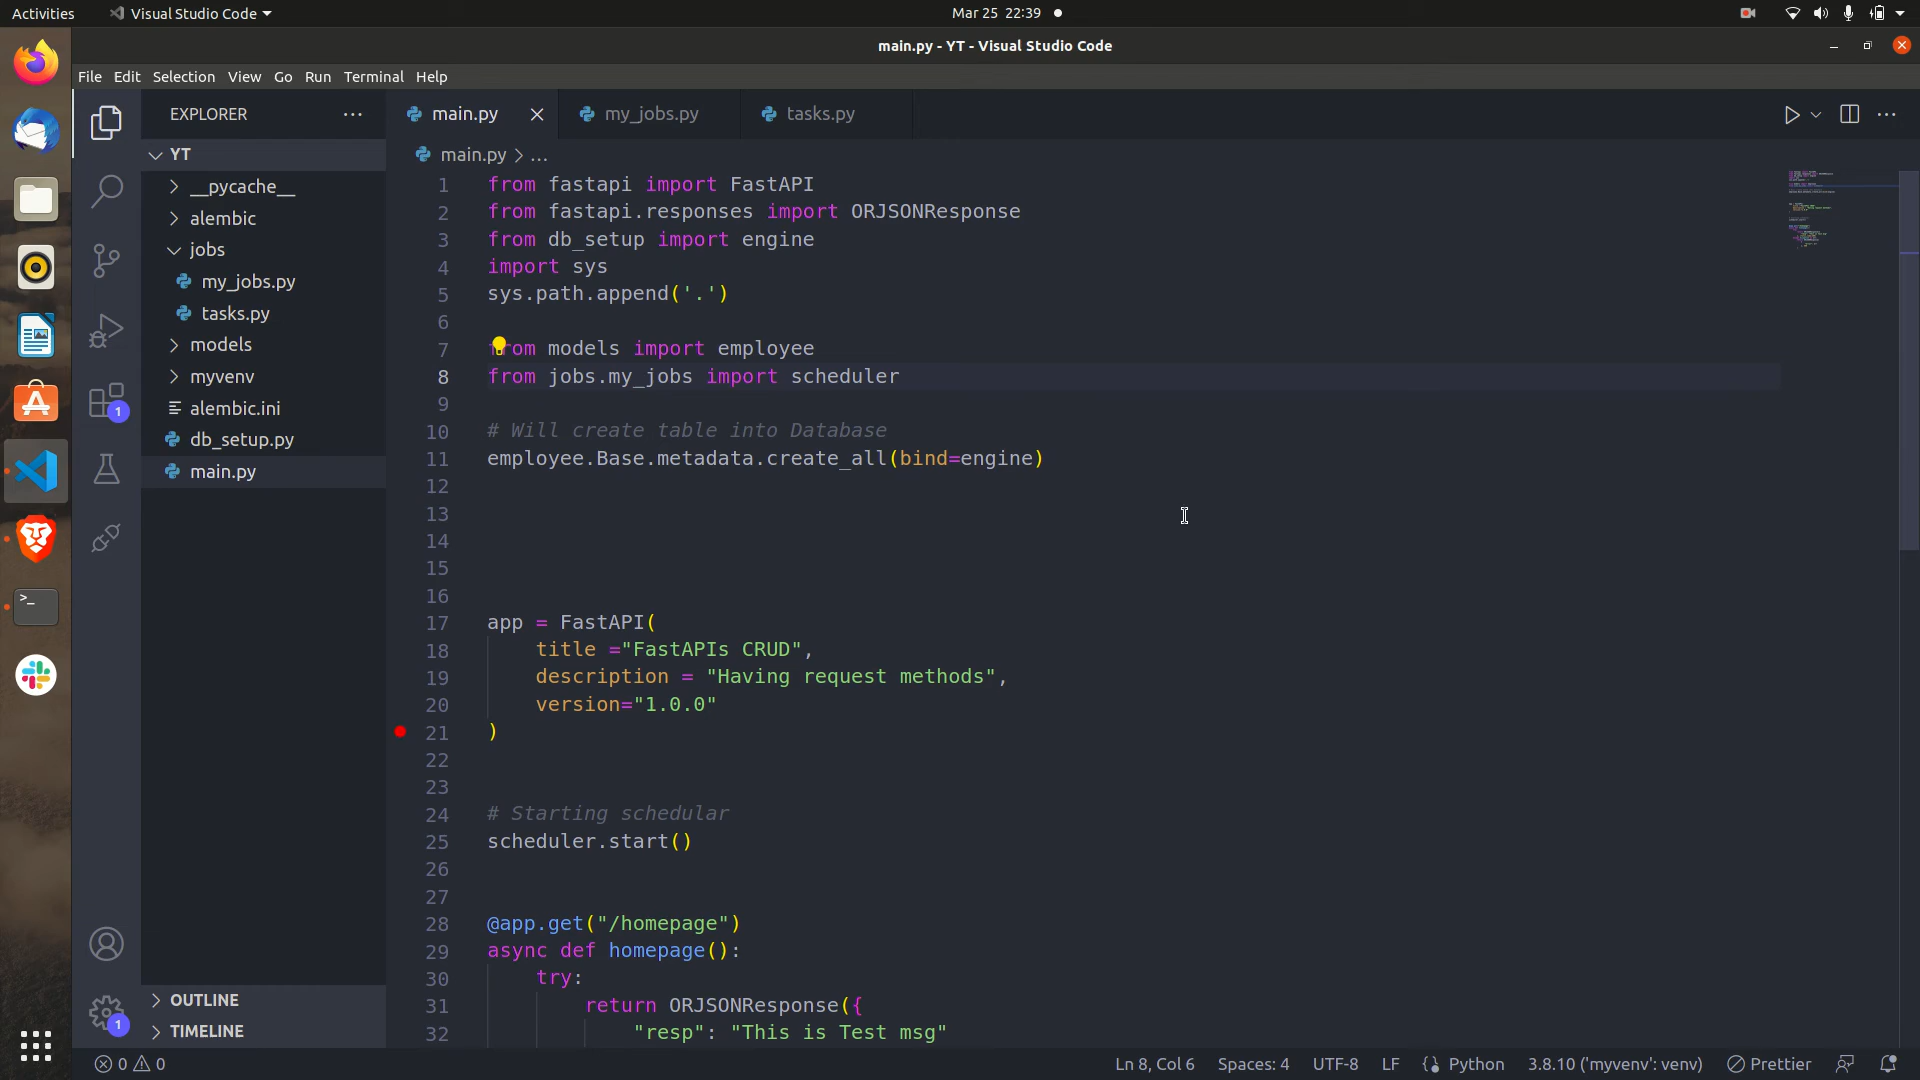 Activities
Visual Studio Code
Mar 25 22:39
main.py - YT - Visual Studio Code
File Edit Selection View Go Run Terminal Help
EXPLORER
main.py
my_jobs.py
tasks.py
YT
__pycache__
alembic
jobs
my_jobs.py
tasks.py
models
myvenv
alembic.ini
db_setup.py
main.py
OUTLINE
TIMELINE
1
1
main.py > ...
1 from fastapi import FastAPI
2 from fastapi.responses import ORJSONResponse
3 from db_setup import engine
4 import sys
5 sys.path.append('.')
6
7 from models import employee
8 from jobs.my_jobs import scheduler
9
10 # Will create table into Database
11 employee.Base.metadata.create_all(bind=engine)
12
13
14
15
16
17 app = FastAPI(
18 title ="FastAPIs CRUD",
19 description = "Having request methods",
20 version="1.0.0"
21 )
22
23
24 # Starting schedular
25 scheduler.start()
26
27
28 @app.get("/homepage")
29 async def homepage():
30 try:
31 return ORJSONResponse({
32 "resp": "This is Test msg"
0 0
Ln 8, Col 6
Spaces: 4
UTF-8
LF
Python
3.8.10 ('myvenv': venv)
Prettier